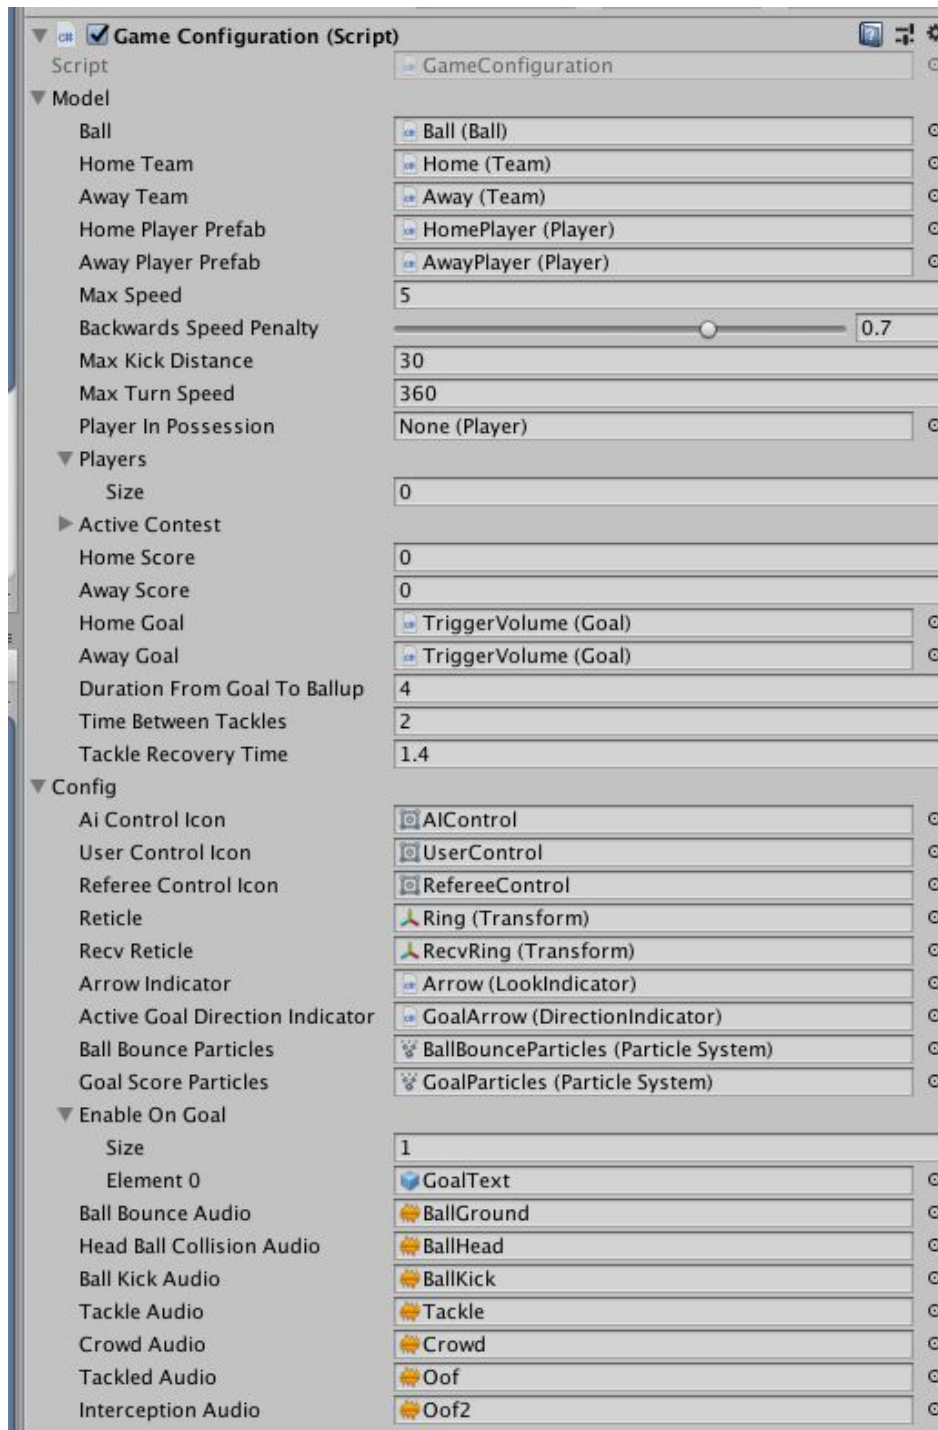 Game Configuration (Script)
Script GameConfiguration
Model
Ball Ball (Ball)
Home Team Home (Team)
Away Team Away (Team)
Home Player Prefab HomePlayer (Player)
Away Player Prefab AwayPlayer (Player)
Max Speed 5
Backwards Speed Penalty 0.7
Max Kick Distance 30
Max Turn Speed 360
Player In Possession None (Player)
Players
Size 0
Active Contest
Home Score 0
Away Score 0
Home Goal TriggerVolume (Goal)
Away Goal TriggerVolume (Goal)
Duration From Goal To Ballup 4
Time Between Tackles 2
Tackle Recovery Time 1.4
Config
Ai Control Icon AIControl
User Control Icon UserControl
Referee Control Icon RefereeControl
Reticle Ring (Transform)
Recv Reticle RecvRing (Transform)
Arrow Indicator Arrow (LookIndicator)
Active Goal Direction Indicator GoalArrow (DirectionIndicator)
Ball Bounce Particles BallBounceParticles (Particle System)
Goal Score Particles GoalParticles (Particle System)
Enable On Goal
Size 1
Element 0 GoalText
Ball Bounce Audio BallGround
Head Ball Collision Audio BallHead
Ball Kick Audio BallKick
Tackle Audio Tackle
Crowd Audio Crowd
Tackled Audio Oof
Interception Audio Oof2